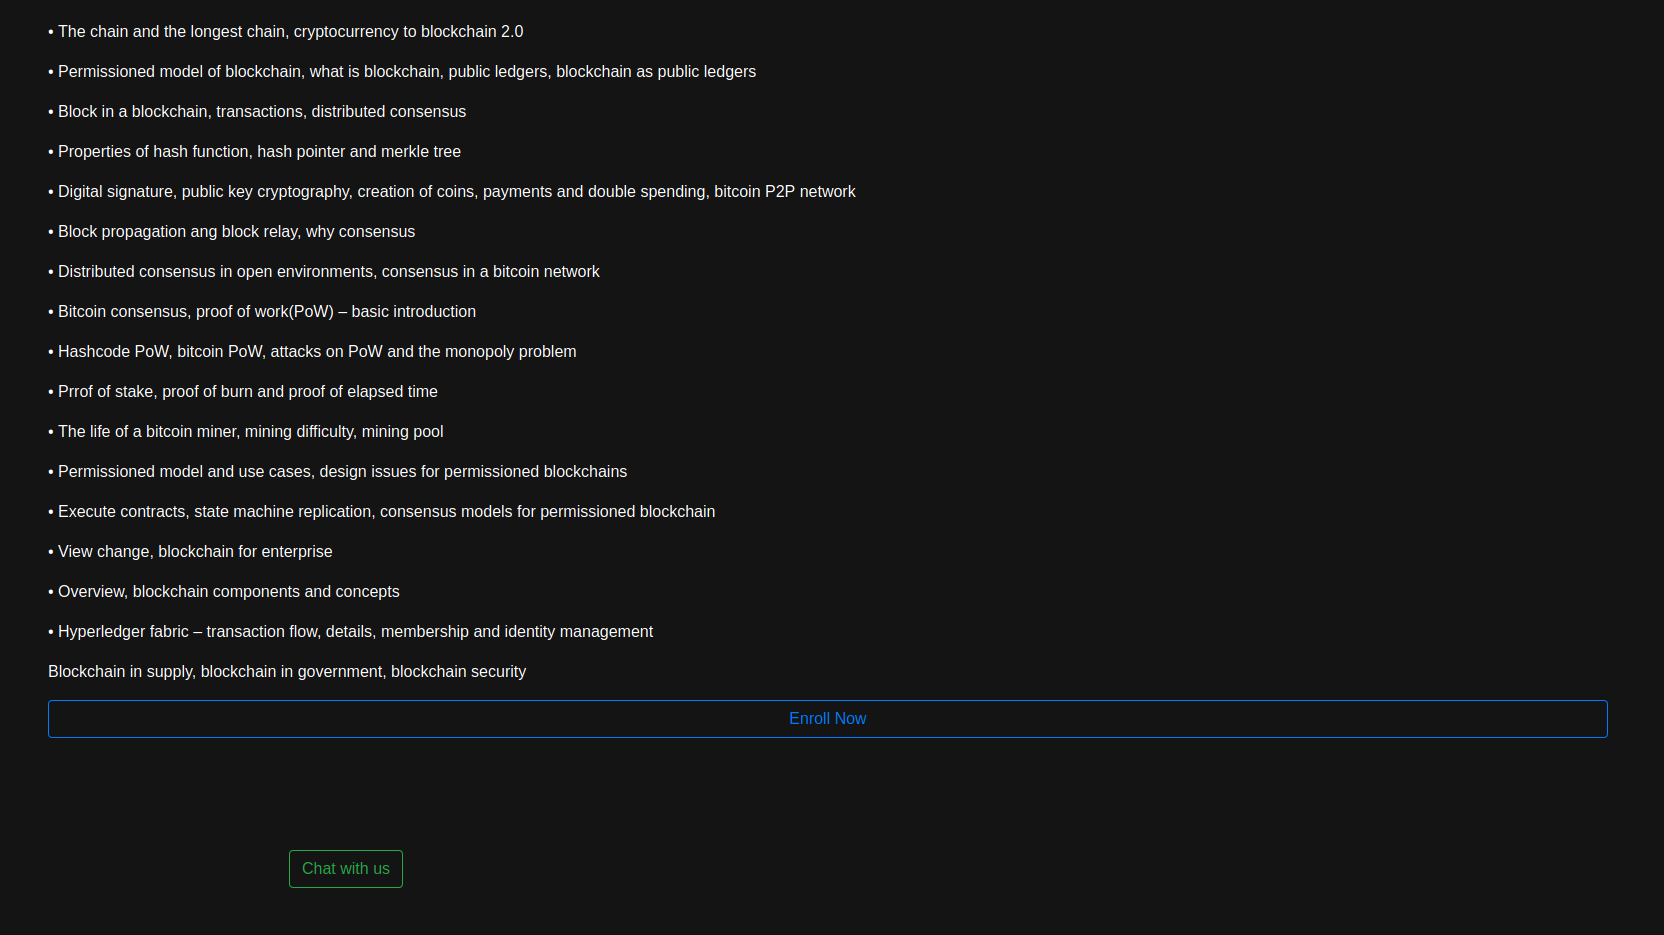 • The chain and the longest chain, cryptocurrency to blockchain 2.0
• Permissioned model of blockchain, what is blockchain, public ledgers, blockchain as public ledgers
• Block in a blockchain, transactions, distributed consensus
• Properties of hash function, hash pointer and merkle tree
• Digital signature, public key cryptography, creation of coins, payments and double spending, bitcoin P2P network
• Block propagation ang block relay, why consensus
• Distributed consensus in open environments, consensus in a bitcoin network
• Bitcoin consensus, proof of work(PoW) – basic introduction
• Hashcode PoW, bitcoin PoW, attacks on PoW and the monopoly problem
• Prrof of stake, proof of burn and proof of elapsed time
• The life of a bitcoin miner, mining difficulty, mining pool
• Permissioned model and use cases, design issues for permissioned blockchains
• Execute contracts, state machine replication, consensus models for permissioned blockchain
• View change, blockchain for enterprise
• Overview, blockchain components and concepts
• Hyperledger fabric – transaction flow, details, membership and identity management
Blockchain in supply, blockchain in government, blockchain security
Enroll Now
Chat with us